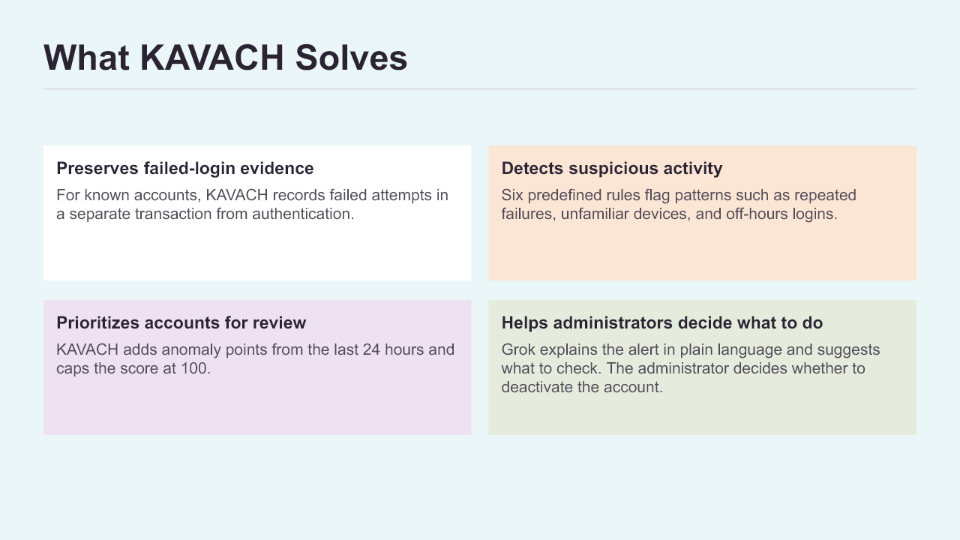 What KAVACH Solves
Preserves failed-login evidence
For known accounts, KAVACH records failed attempts in
a separate transaction from authentication.
Detects suspicious activity
Six predefined rules flag patterns such as repeated
failures, unfamiliar devices, and off-hours logins.
Prioritizes accounts for review
KAVACH adds anomaly points from the last 24 hours and
caps the score at 100.
Helps administrators decide what to do
Grok explains the alert in plain language and suggests
what to check. The administrator decides whether to
deactivate the account.